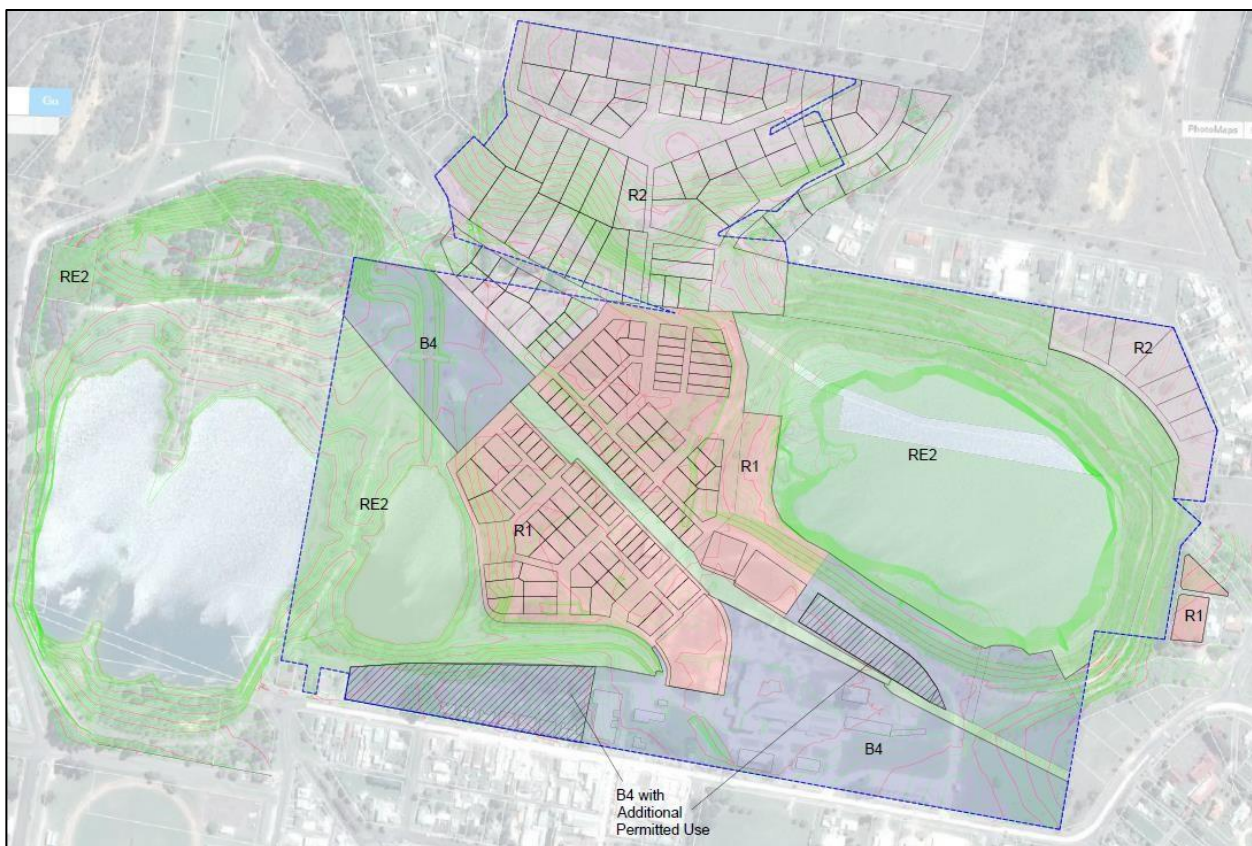 Go
PhotoMaps
R2
RE2
B4
R2
RE2
R1
RE2
R1
R1
B4
B4 with
Additional
Permitted Use